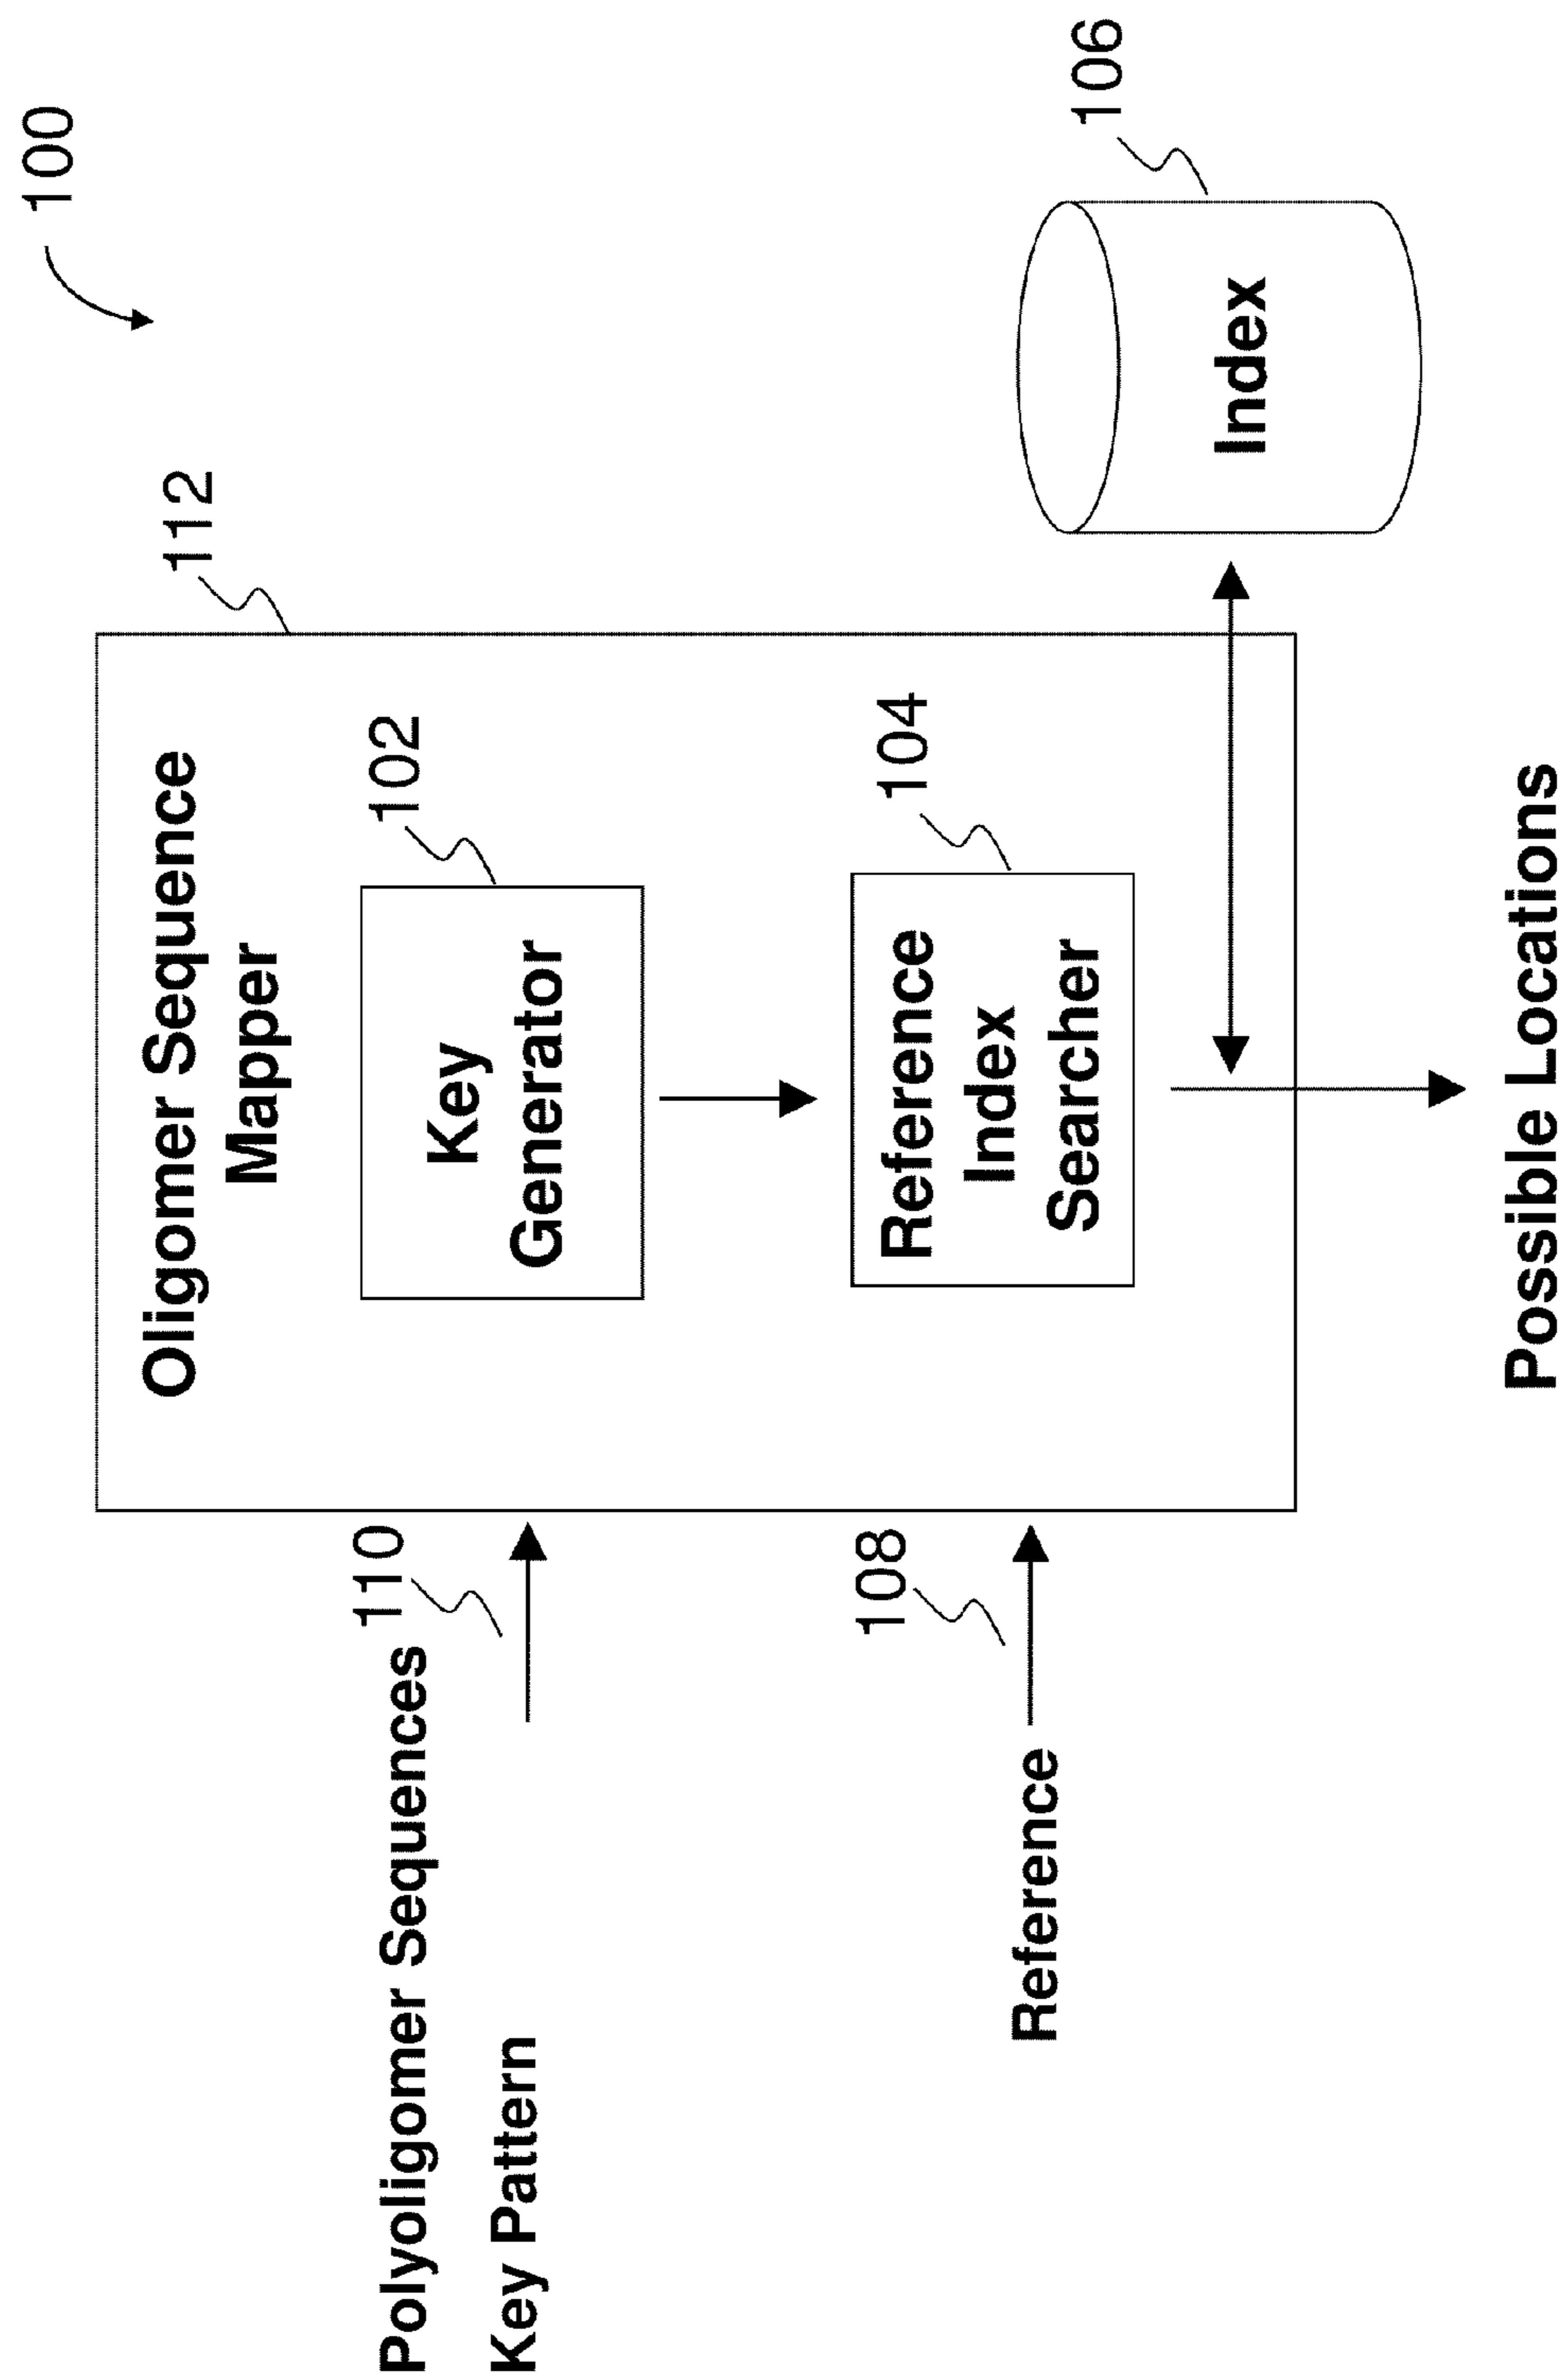 100
112
Oligomer Sequence
Mapper
Polyoligomer Sequences
110
Key Pattern
102
Key
Generator
Reference
108
104
Reference
Index
Searcher
106
Index
Possible Locations